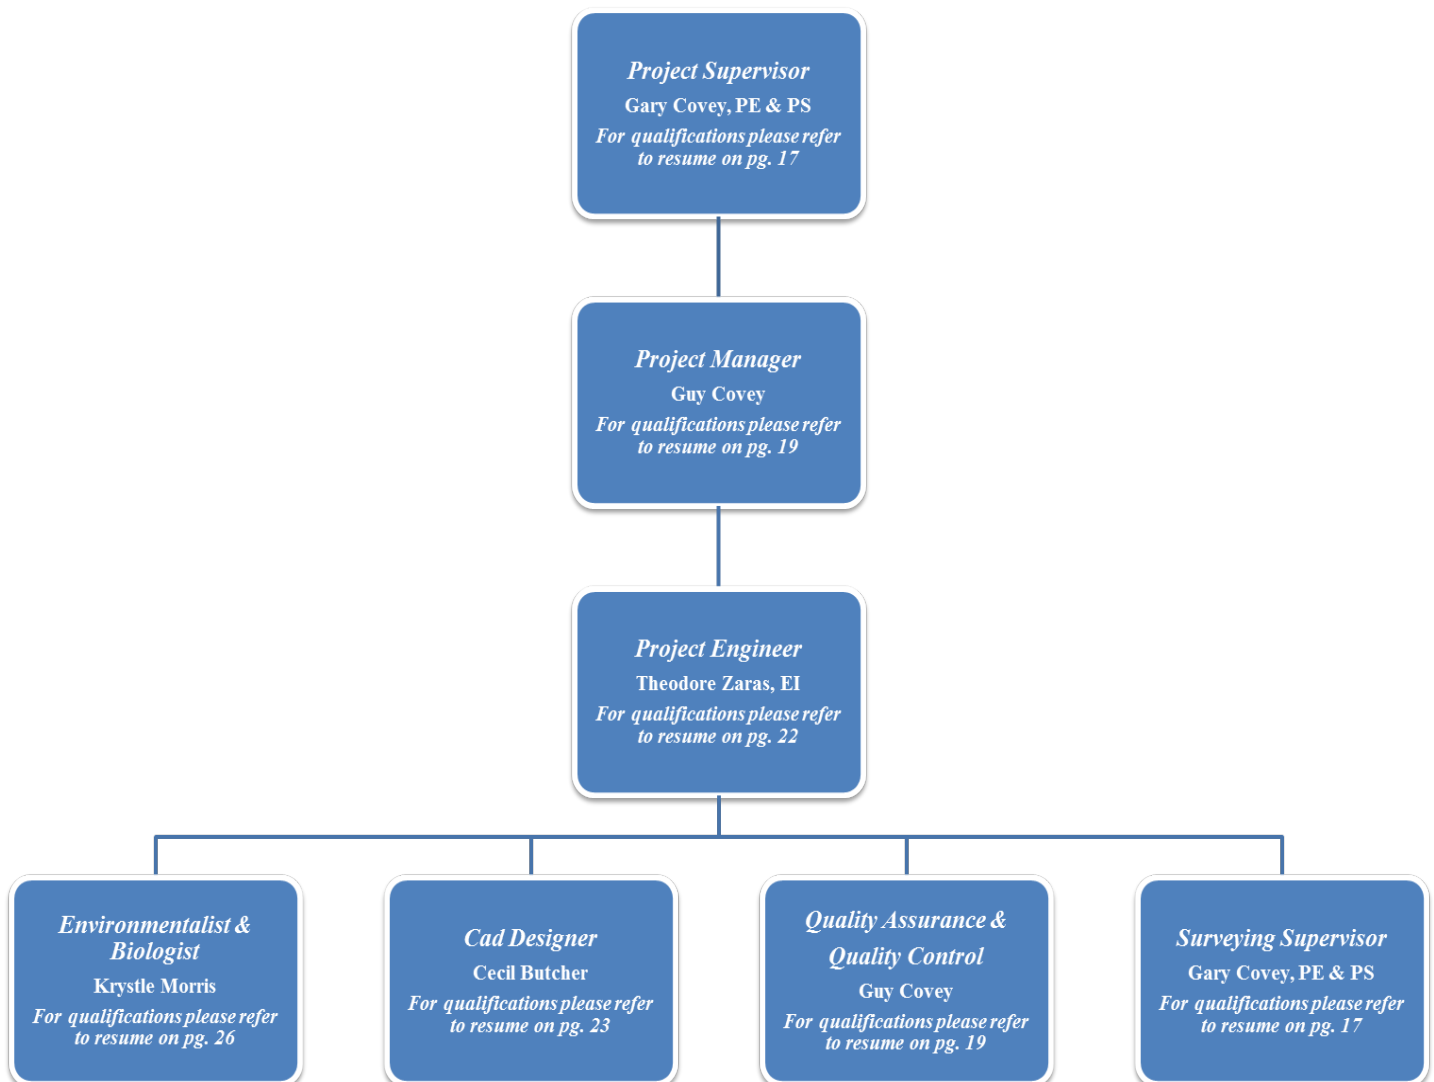 Project Supervisor
Gary Covey, PE & PS
For qualifications please refer
to resume on pg. 17
Project Manager
Guy Covey
For qualifications please refer
to resume on pg. 19
Project Engineer
Theodore Zaras, EI
For qualifications please refer
to resume on pg. 22
Environmentalist &
Biologist
Krystle Morris
For qualifications please refer
to resume on pg. 26
Cad Designer
Cecil Butcher
For qualifications please refer
to resume on pg. 23
Quality Assurance &
Quality Control
Guy Covey
For qualifications please refer
to resume on pg. 19
Surveying Supervisor
Gary Covey, PE & PS
For qualifications please refer
to resume on pg. 17